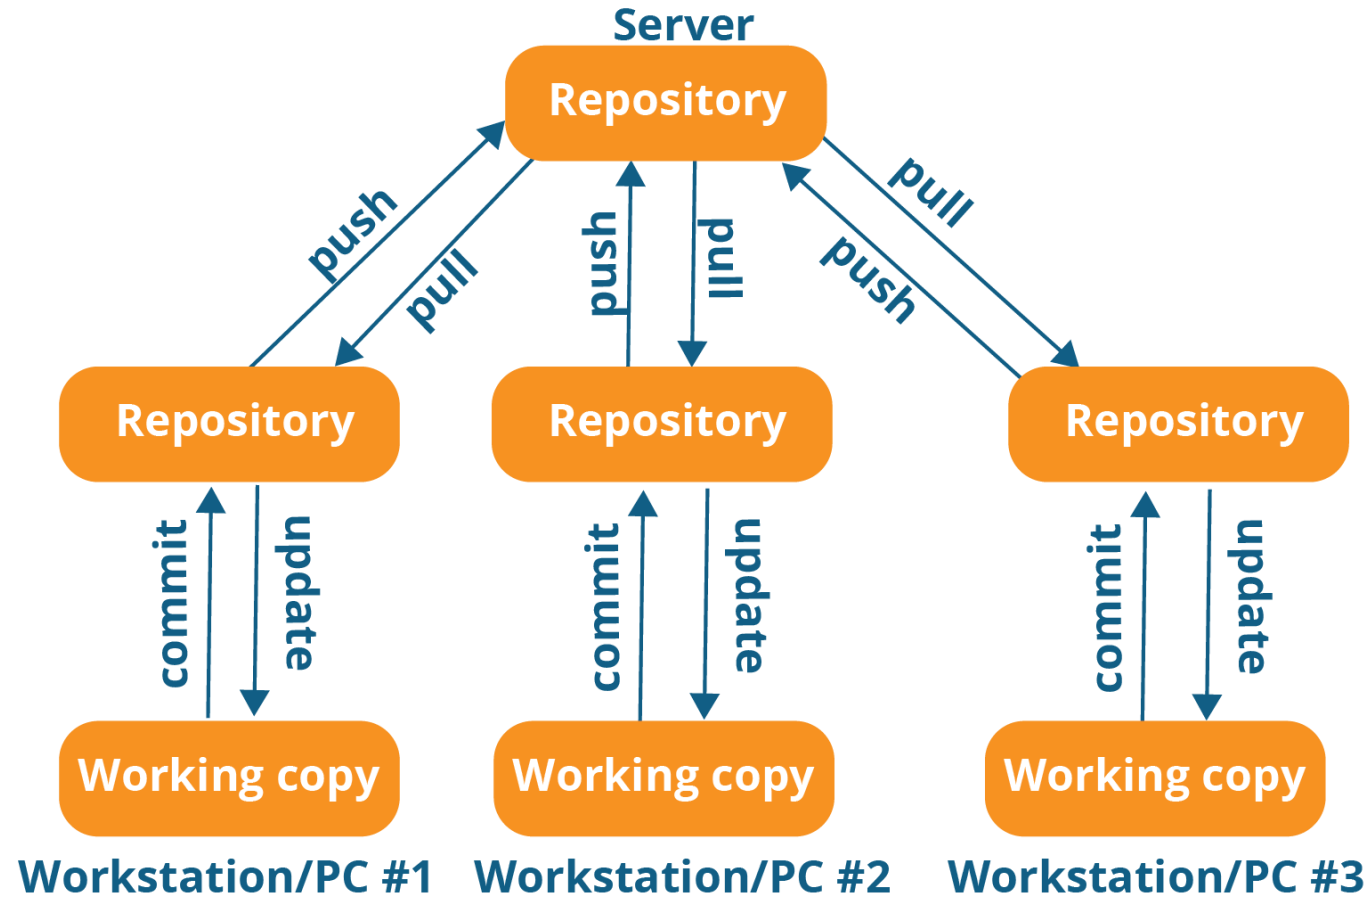 Server
Repository
push
pull
push
pull
push
pull
Repository
Repository
Repository
commit
update
commit
update
commit
update
Working copy
Working copy
Working copy
Workstation/PC #1
Workstation/PC #2
Workstation/PC #3